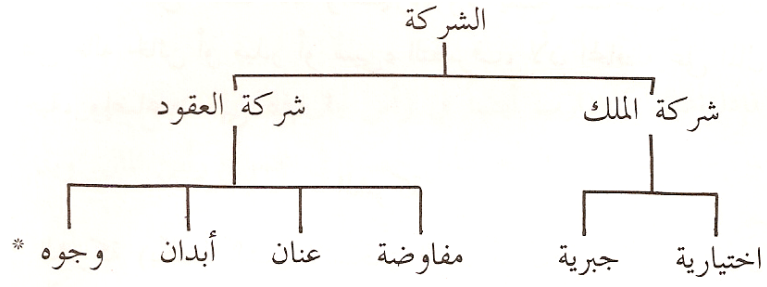 الشركة
شركة الملك شركة العقود
اختيارية جبرية مفاوضة عنان أبدان وجوه *